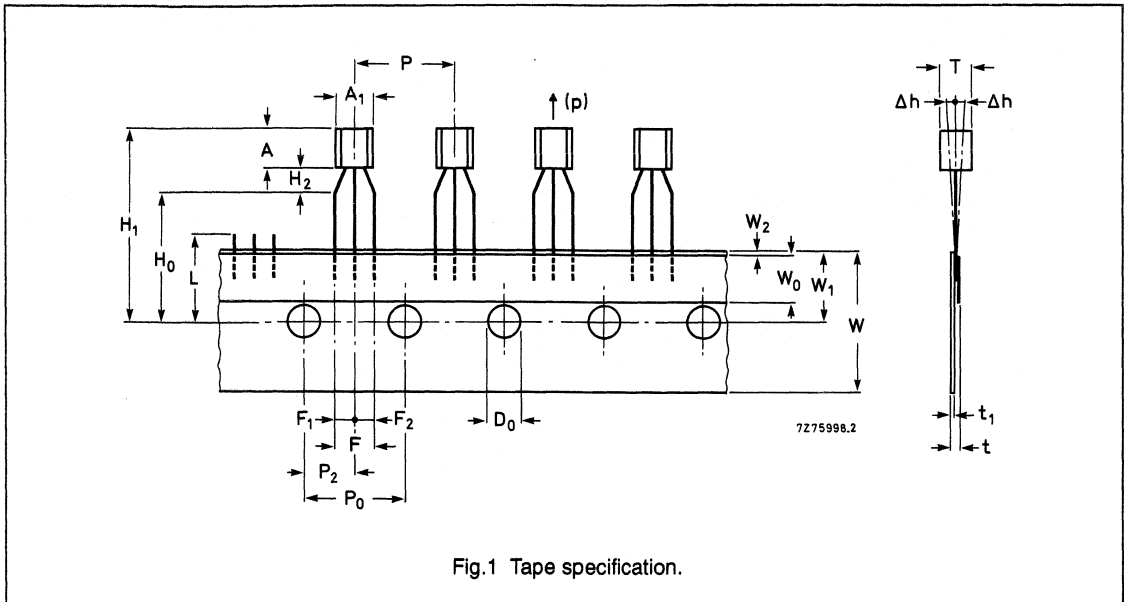 P
T
A₁
(p)
Δh
Δh
A
H₂
H₁
H₀
L
W₂
W₀
W₁
W
F₁
F₂
D₀
7Z75998.2
t₁
F
t
P₂
P₀
Fig.1 Tape specification.